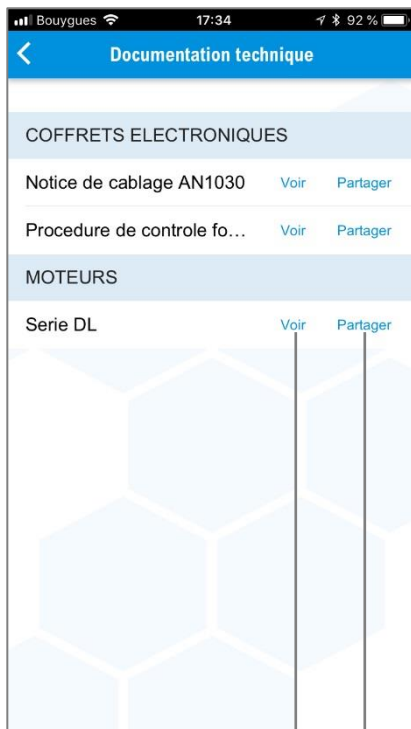 Bouygues 17:34 92 %
Documentation technique
COFFRETS ELECTRONIQUES
Notice de cablage AN1030 Voir Partager
Procedure de controle fo... Voir Partager
MOTEURS
Serie DL Voir Partager